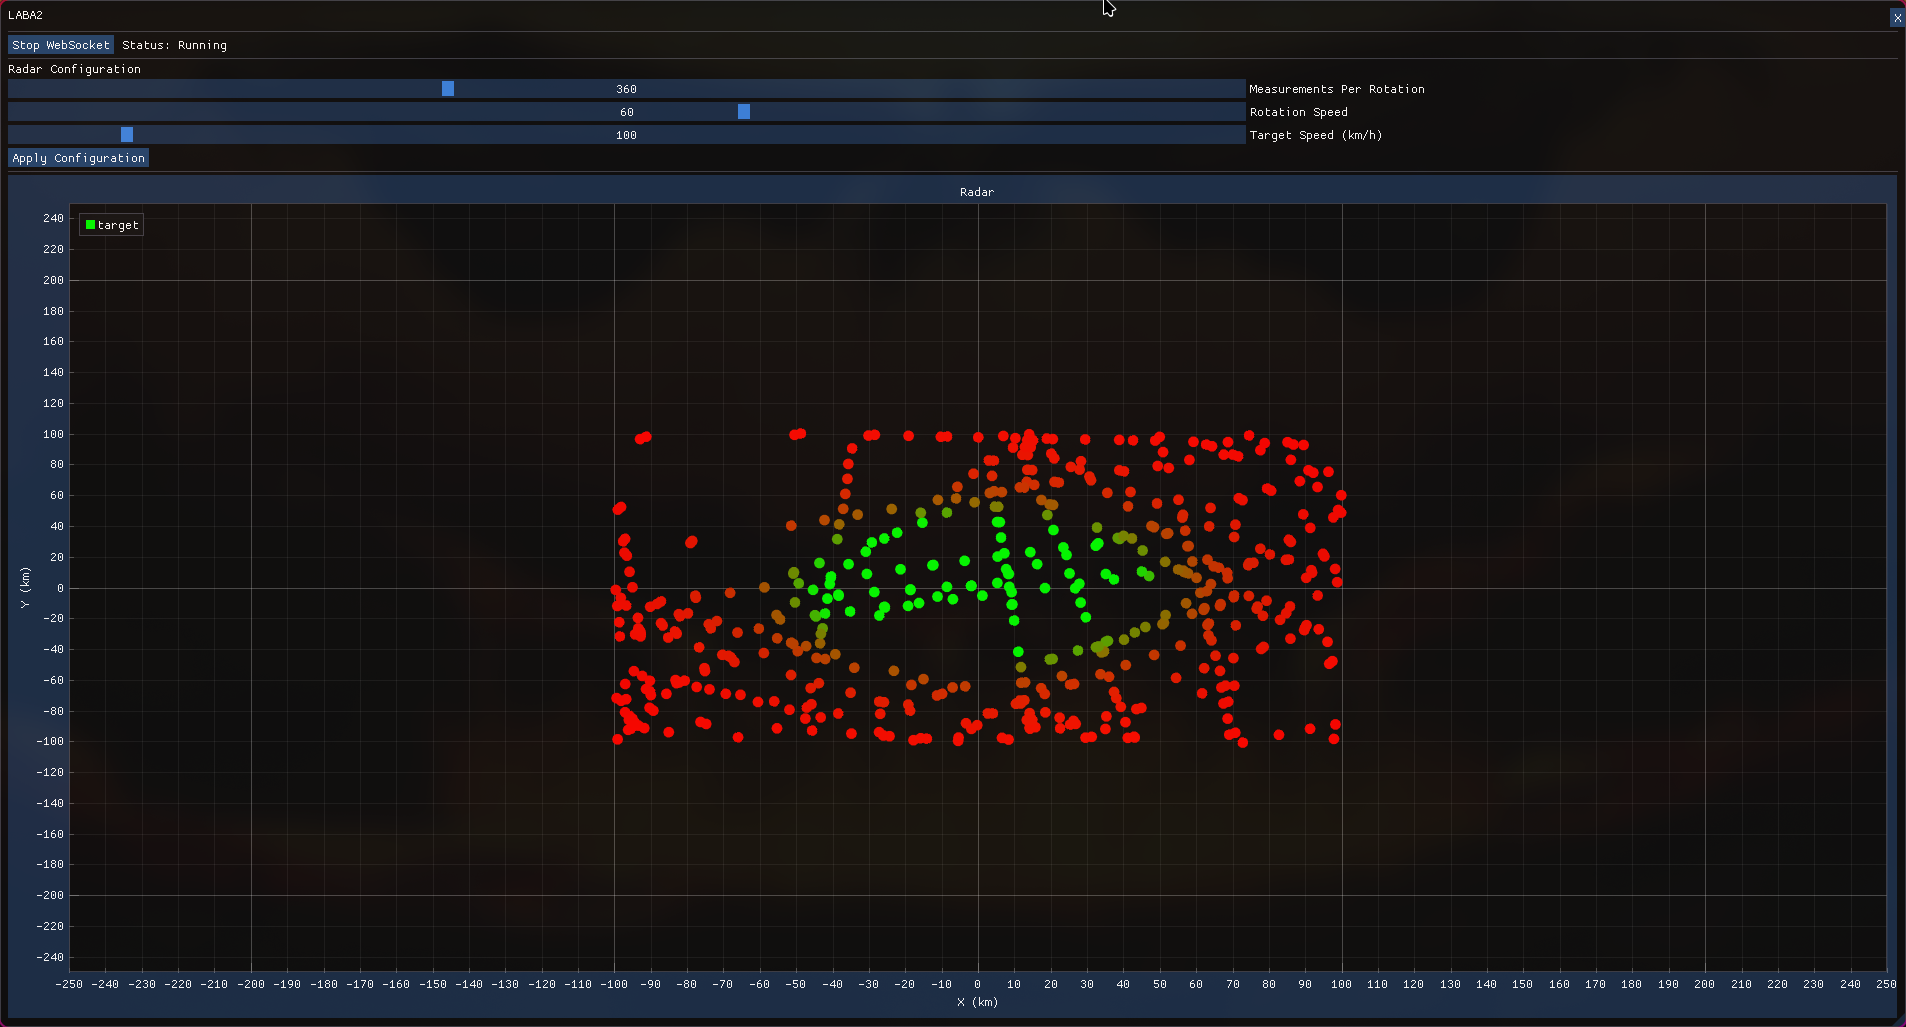 LABA2
X
Stop WebSocket Status: Running
Radar Configuration
360 Measurements Per Rotation
60 Rotation Speed
100 Target Speed (km/h)
Apply Configuration
Radar
target
240
220
200
180
160
140
120
100
80
60
40
20
0
-20
-40
-60
-80
-100
-120
-140
-160
-180
-200
-220
-240
Y (km)
-250 -240 -230 -220 -210 -200 -190 -180 -170 -160 -150 -140 -130 -120 -110 -100 -90 -80 -70 -60 -50 -40 -30 -20 -10 0 10 20 30 40 50 60 70 80 90 100 110 120 130 140 150 160 170 180 190 200 210 220 230 240 250
X (km)